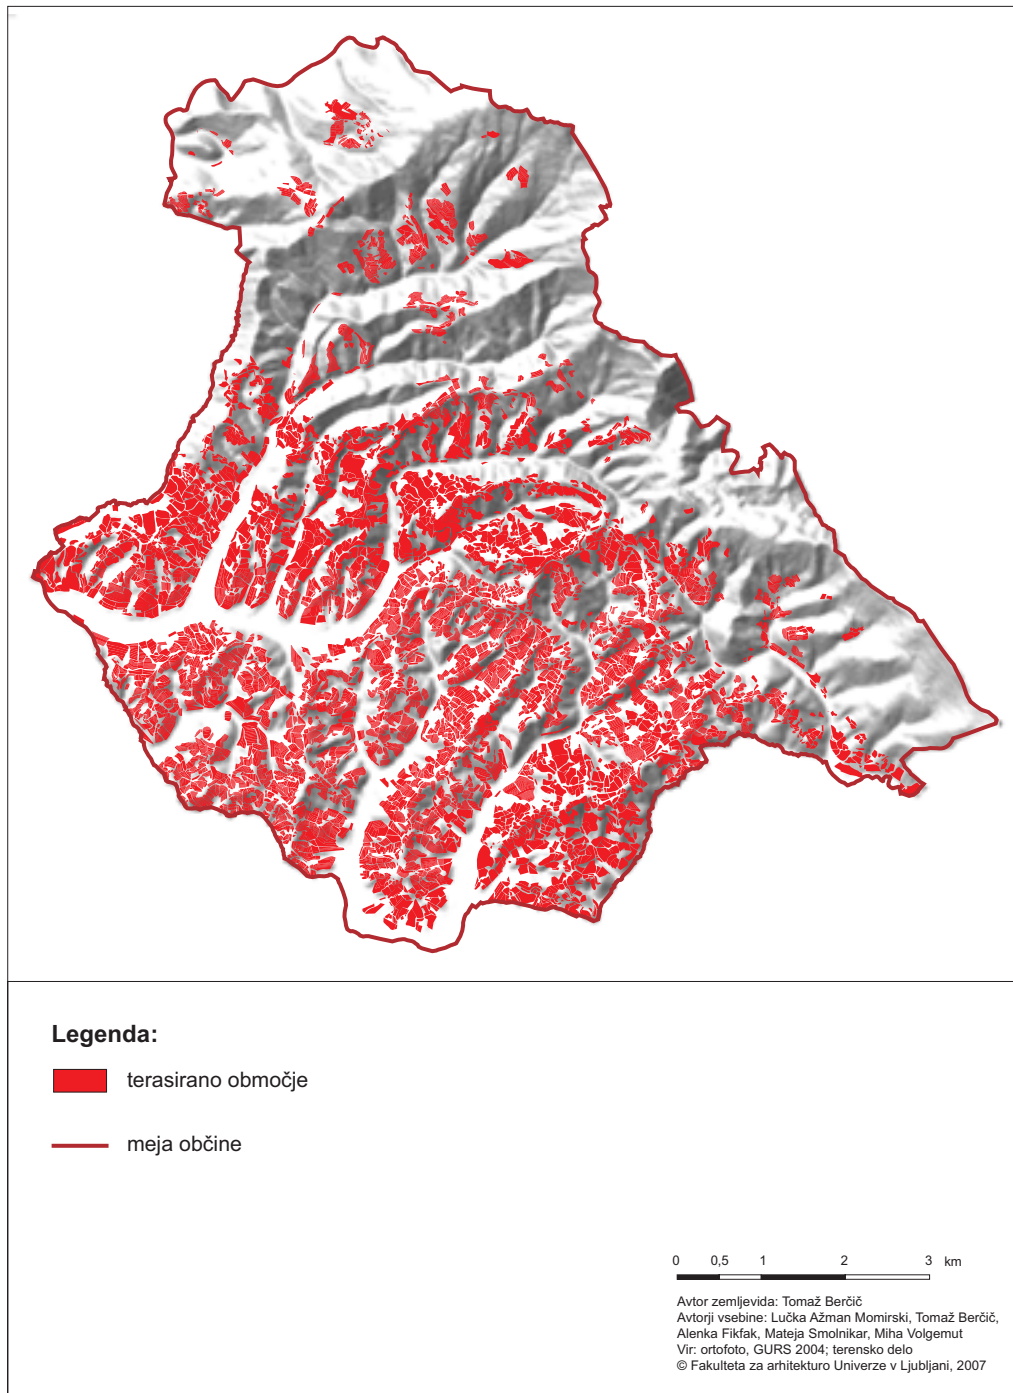 Legenda:
terasirano območje
meja občine
0 0,5 1 2 3 km
Avtor zemljevida: Tomaž Berčič
Avtorji vsebine: Lučka Ažman Momirski, Tomaž Berčič,
Alenka Fikfak, Mateja Smolnikar, Miha Volgemut
Vir: ortofoto, GURS 2004; terensko delo
© Fakulteta za arhitekturo Univerze v Ljubljani, 2007